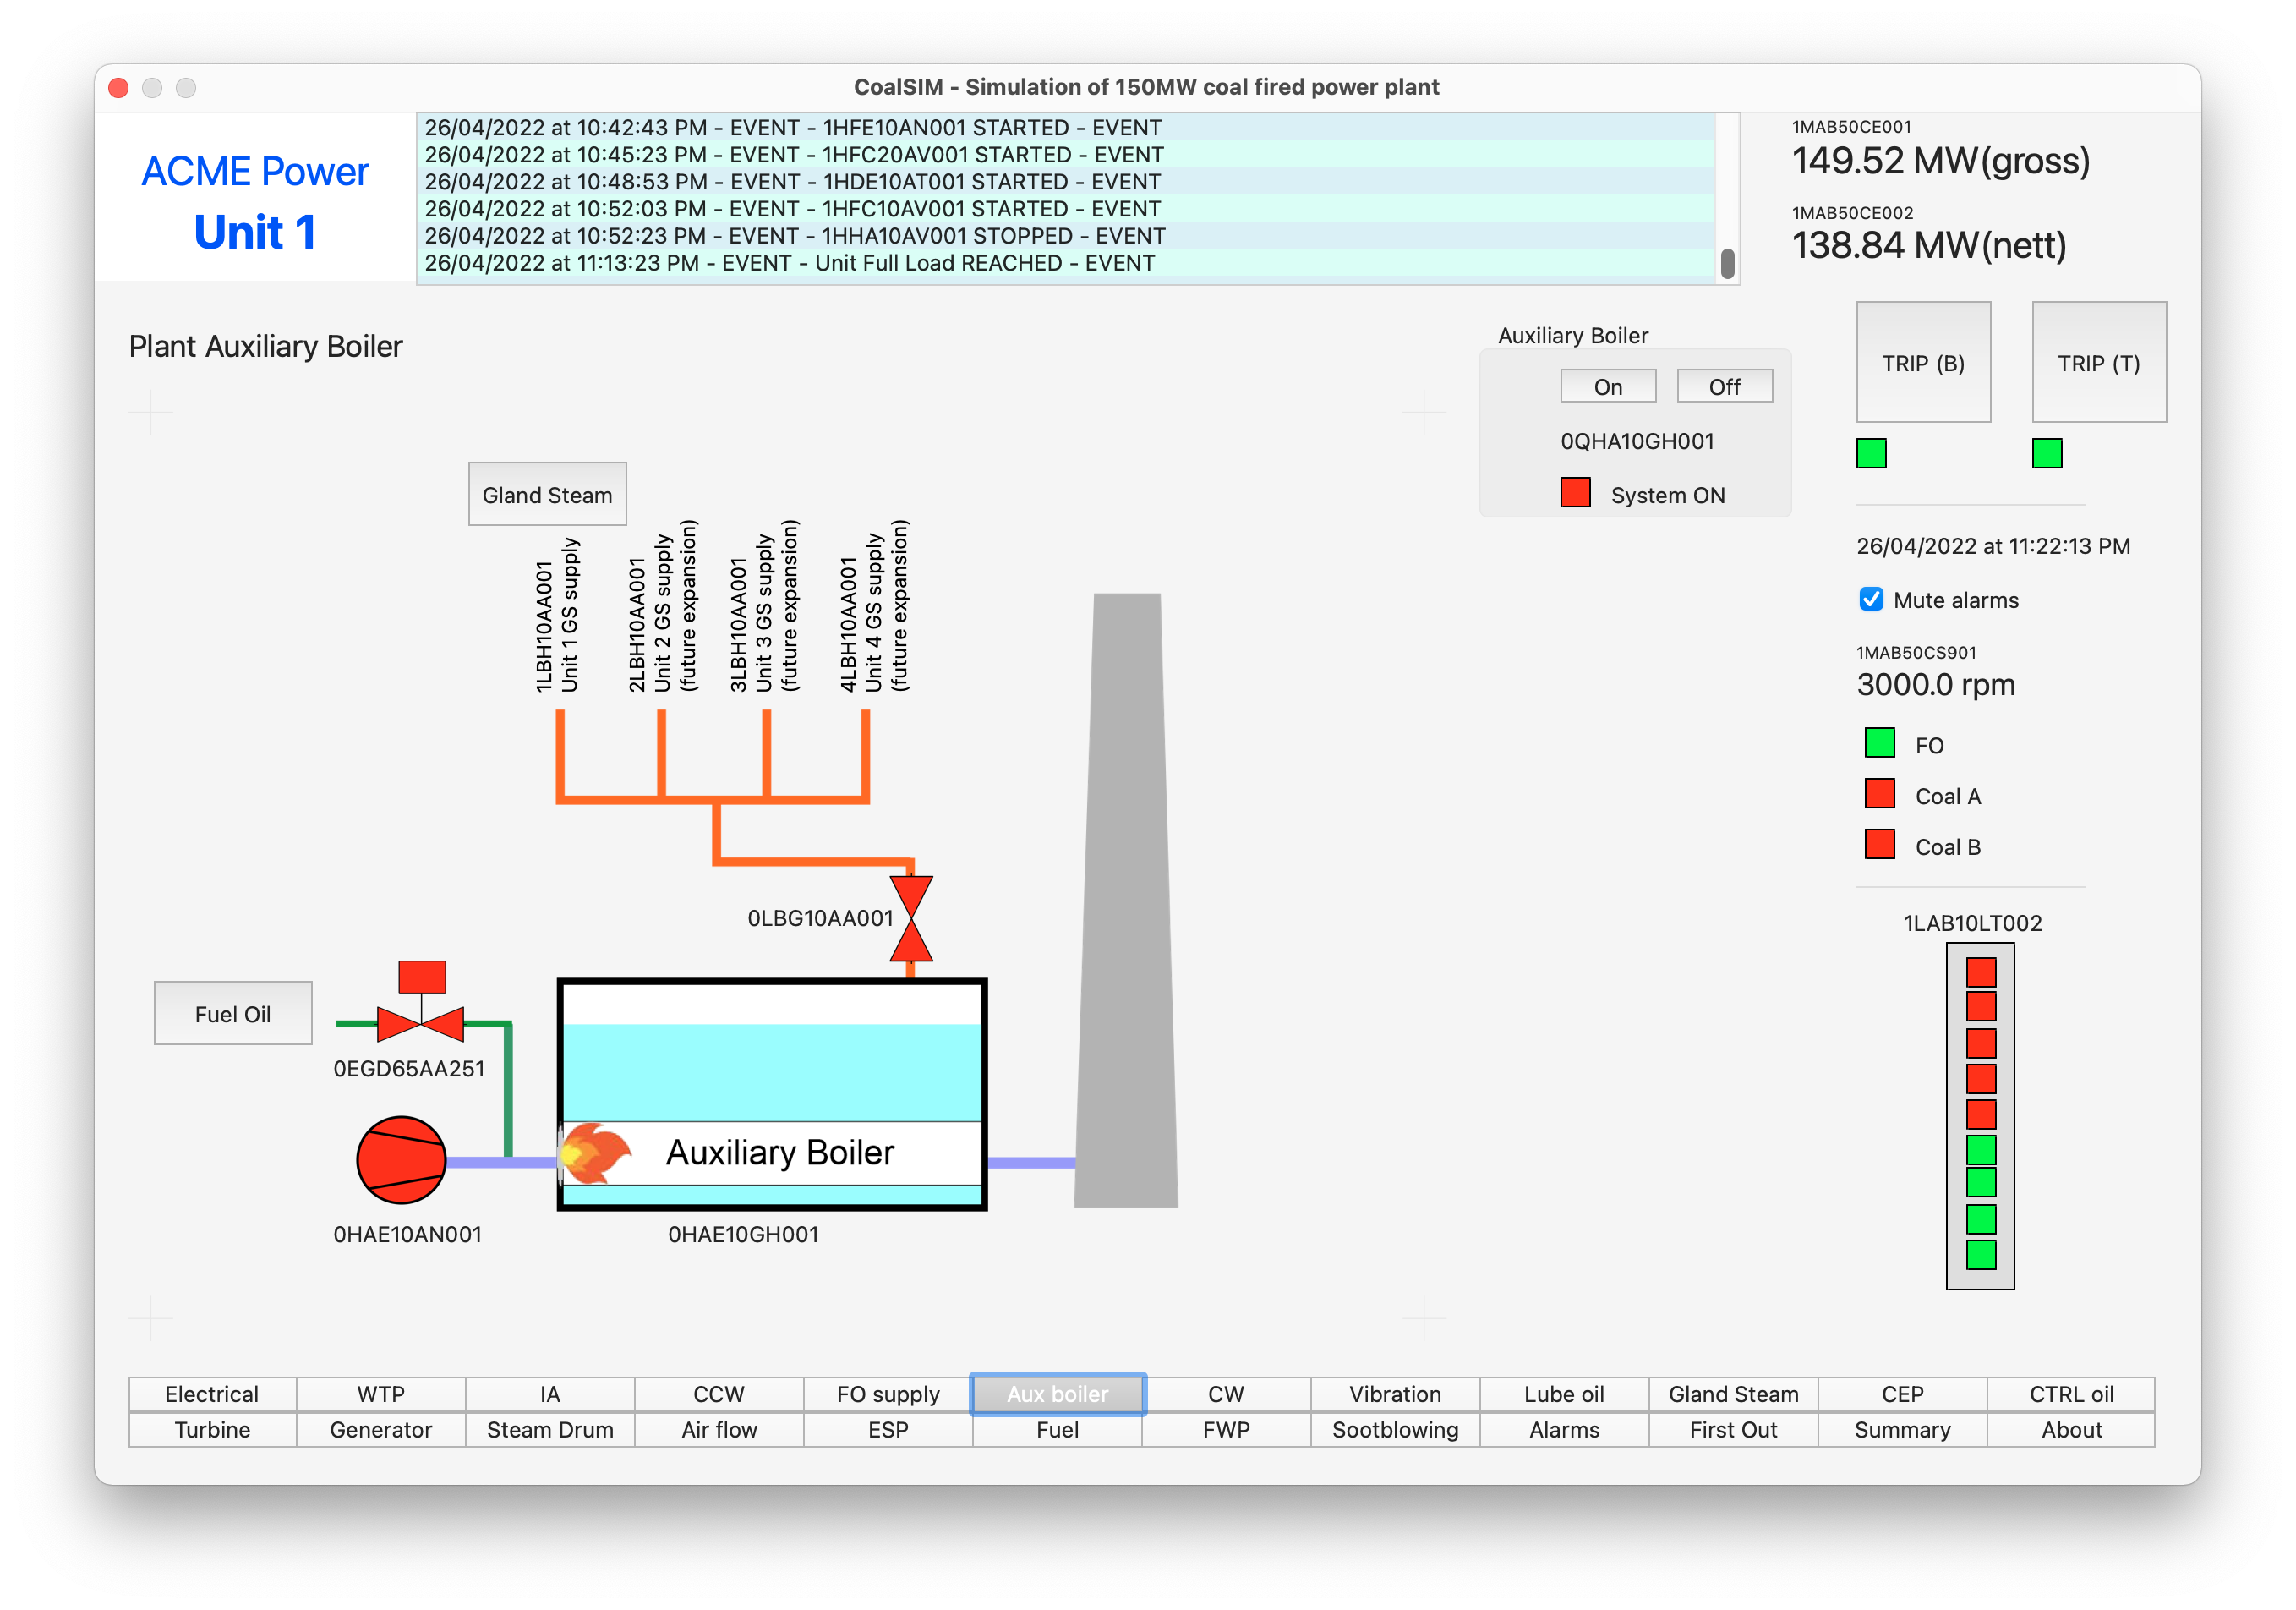 CoalSIM - Simulation of 150MW coal fired power plant
ACME Power
Unit 1
26/04/2022 at 10:42:43 PM - EVENT - 1HFE10AN001 STARTED - EVENT
26/04/2022 at 10:45:23 PM - EVENT - 1HFC20AV001 STARTED - EVENT
26/04/2022 at 10:48:53 PM - EVENT - 1HDE10AT001 STARTED - EVENT
26/04/2022 at 10:52:03 PM - EVENT - 1HFC10AV001 STARTED - EVENT
26/04/2022 at 10:52:23 PM - EVENT - 1HHA10AV001 STOPPED - EVENT
26/04/2022 at 11:13:23 PM - EVENT - Unit Full Load REACHED - EVENT
1MAB50CE001
149.52 MW(gross)
1MAB50CE002
138.84 MW(nett)
Plant Auxiliary Boiler
Auxiliary Boiler
On
Off
0QHA10GH001
System ON
TRIP (B)
TRIP (T)
26/04/2022 at 11:22:13 PM
Mute alarms
1MAB50CS901
3000.0 rpm
FO
Coal A
Coal B
1LAB10LT002
Gland Steam
1LBH10AA001
Unit 1 GS supply
2LBH10AA001
Unit 2 GS supply
(future expansion)
3LBH10AA001
Unit 3 GS supply
(future expansion)
4LBH10AA001
Unit 4 GS supply
(future expansion)
0LBG10AA001
Fuel Oil
0EGD65AA251
Auxiliary Boiler
0HAE10AN001
0HAE10GH001
Electrical
WTP
IA
CCW
FO supply
Aux boiler
CW
Vibration
Lube oil
Gland Steam
CEP
CTRL oil
Turbine
Generator
Steam Drum
Air flow
ESP
Fuel
FWP
Sootblowing
Alarms
First Out
Summary
About